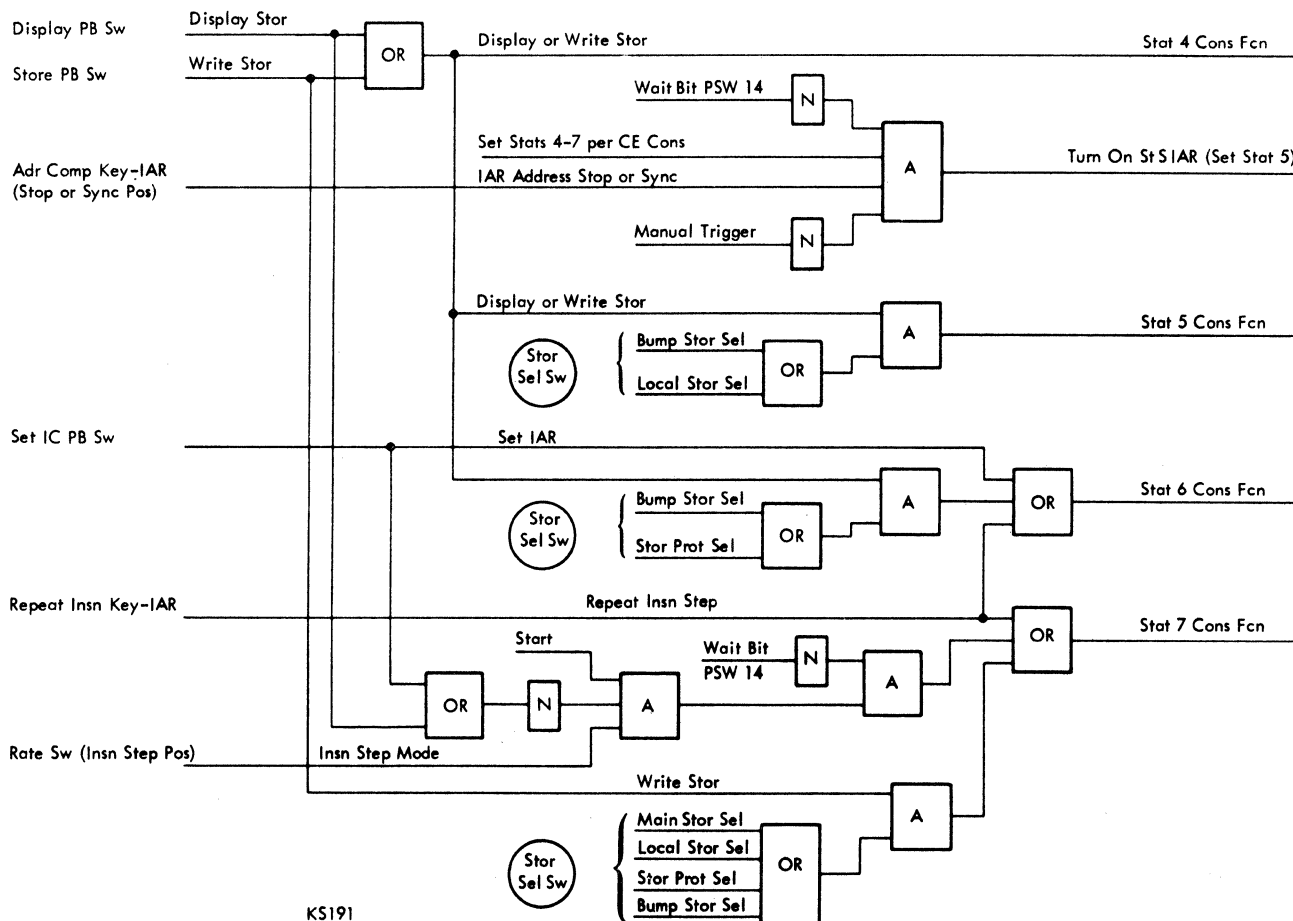 Display PB Sw
Display Stor
OR
Display or Write Stor
Stat 4 Cons Fcn
Store PB Sw
Write Stor
Wait Bit PSW 14
N
Set Stats 4-7 per CE Cons
A
Turn On StSIAR (Set Stat 5)
Adr Comp Key-IAR
(Stop or Sync Pos)
IAR Address Stop or Sync
Manual Trigger
N
Display or Write Stor
A
Stat 5 Cons Fcn
Stor
Sel Sw
Bump Stor Sel
OR
Local Stor Sel
Set IC PB Sw
Set IAR
A
OR
Stat 6 Cons Fcn
Stor
Sel Sw
Bump Stor Sel
OR
Stor Prot Sel
Repeat Insn Key-IAR
Repeat Insn Step
OR
Stat 7 Cons Fcn
Start
Wait Bit
PSW 14
N
A
OR
N
A
Rate Sw (Insn Step Pos)
Insn Step Mode
Write Stor
A
Stor
Sel Sw
Main Stor Sel
Local Stor Sel
OR
Stor Prot Sel
Bump Stor Sel
KS191